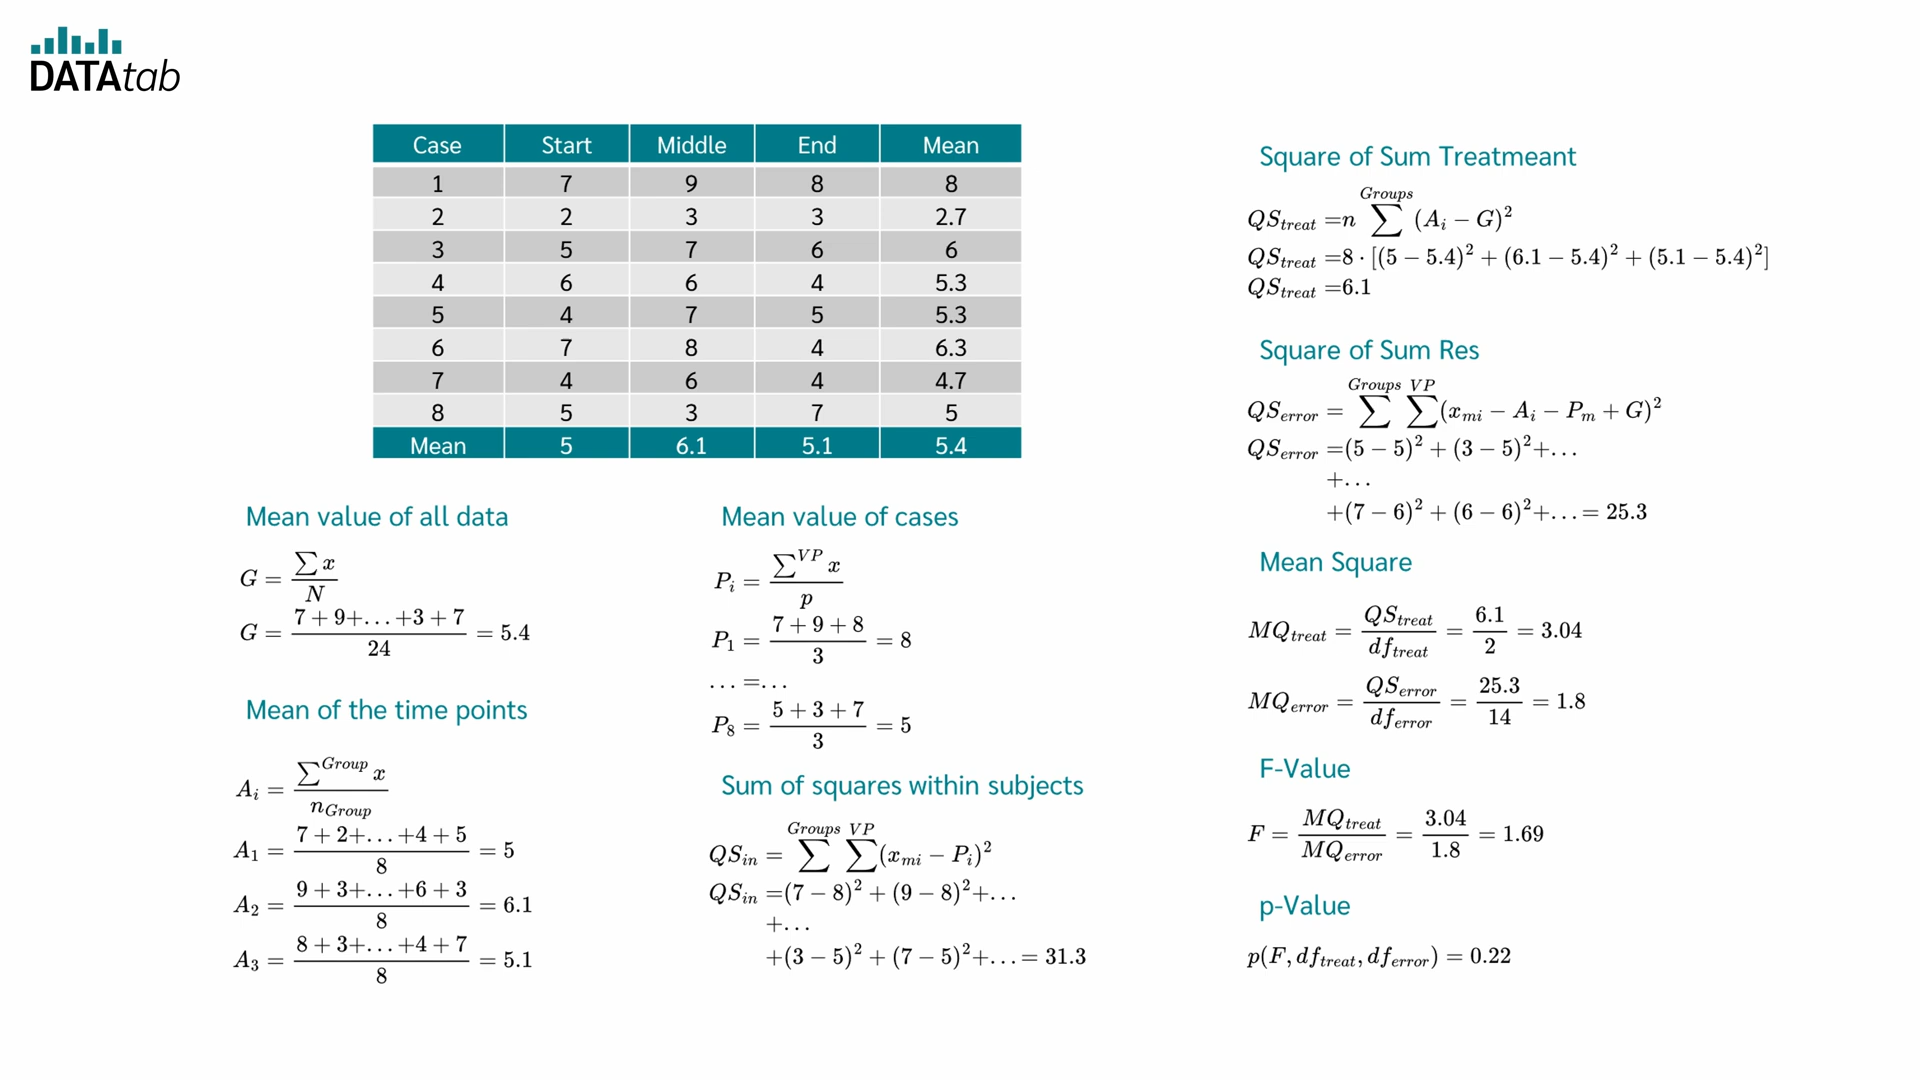 DATAtab
Case Start Middle End Mean
1 7 9 8 8
2 2 3 3 2.7
3 5 7 6 6
4 6 6 4 5.3
5 4 7 5 5.3
6 7 8 4 6.3
7 4 6 4 4.7
8 5 3 7 5
Mean 5 6.1 5.1 5.4
Mean value of all data
G = ∑x / N
G = (7 + 9+…+3 + 7) / 24 = 5.4
Mean of the time points
A_i = ∑^Group x / n_Group
A_1 = (7 + 2+…+4 + 5) / 8 = 5
A_2 = (9 + 3+…+6 + 3) / 8 = 6.1
A_3 = (8 + 3+…+4 + 7) / 8 = 5.1
Mean value of cases
P_i = ∑^VP x / p
P_1 = (7 + 9 + 8) / 3 = 8
… =…
P_8 = (5 + 3 + 7) / 3 = 5
Sum of squares within subjects
QS_in = ∑^Groups ∑^VP (x_mi − P_i)²
QS_in =(7 − 8)² + (9 − 8)²+…
+…
+(3 − 5)² + (7 − 5)²+…= 31.3
Square of Sum Treatmeant
QS_treat =n ∑^Groups (A_i − G)²
QS_treat =8 · [(5 − 5.4)² + (6.1 − 5.4)² + (5.1 − 5.4)²]
QS_treat =6.1
Square of Sum Res
QS_error = ∑^Groups ∑^VP (x_mi − A_i − P_m + G)²
QS_error =(5 − 5)² + (3 − 5)²+…
+…
+(7 − 6)² + (6 − 6)²+…= 25.3
Mean Square
MQ_treat = QS_treat / df_treat = 6.1 / 2 = 3.04
MQ_error = QS_error / df_error = 25.3 / 14 = 1.8
F-Value
F = MQ_treat / MQ_error = 3.04 / 1.8 = 1.69
p-Value
p(F, df_treat, df_error) = 0.22